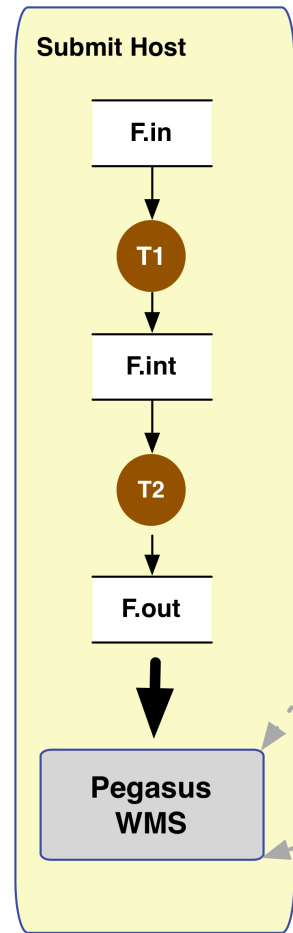 Submit Host
F.in
T1
F.int
T2
F.out
Pegasus
WMS